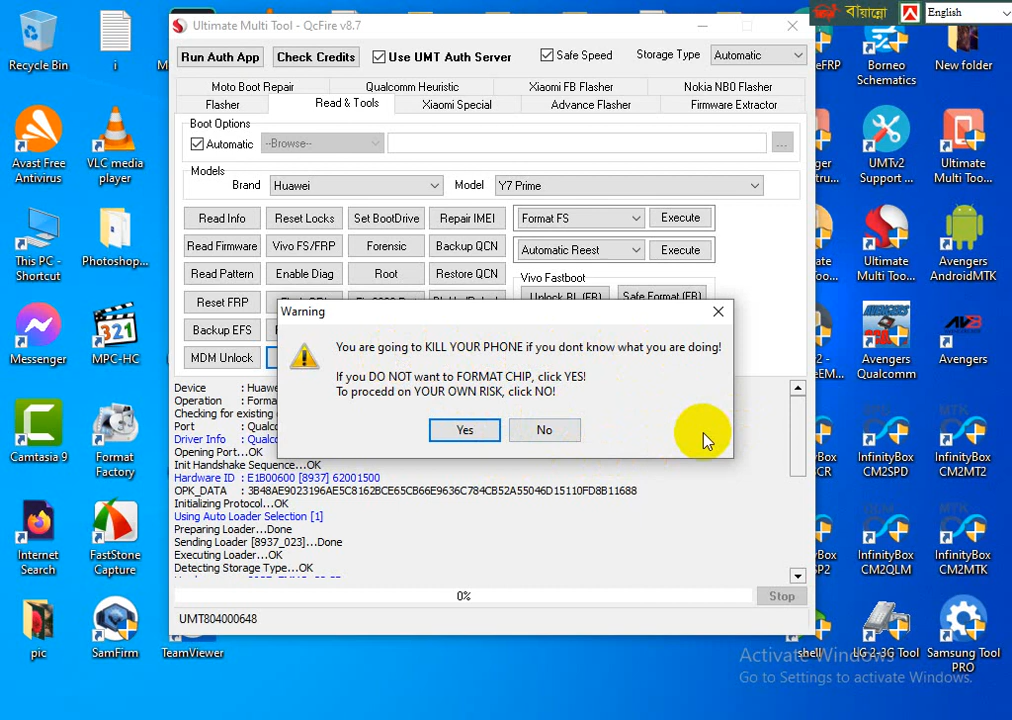 Ultimate Multi Tool - QcFire v8.7
বায়ান্নো
English
Run Auth App
Check Credits
Use UMT Auth Server
Safe Speed
Storage Type
Automatic
Moto Boot Repair
Qualcomm Heuristic
Xiaomi FB Flasher
Nokia NB0 Flasher
Flasher
Read & Tools
Xiaomi Special
Advance Flasher
Firmware Extractor
Boot Options
Automatic
--Browse--
...
Models
Brand
Huawei
Model
Y7 Prime
Read Info
Reset Locks
Set BootDrive
Repair IMEI
Format FS
Execute
Read Firmware
Vivo FS/FRP
Forensic
Backup QCN
Automatic Reest
Execute
Read Pattern
Enable Diag
Root
Restore QCN
Vivo Fastboot
Reset FRP
Unlock BL (FB)
Safe Format (FB)
Backup EFS
MDM Unlock
Warning
You are going to KILL YOUR PHONE if you dont know what you are doing!
If you DO NOT want to FORMAT CHIP, click YES!
To procedd on YOUR OWN RISK, click NO!
Yes
No
Device : Huawe
Operation : Forma
Checking for existing
Port : Qualc
Driver Info : Qualco
Opening Port...OK
Init Handshake Sequence...OK
Hardware ID : E1B00600 [8937] 62001500
OPK_DATA : 3B48AE9023196AE5C8162BCE65CB66E9636C784CB52A55046D15110FD8B11688
Initializing Protocol...OK
Using Auto Loader Selection [1]
Preparing Loader...Done
Sending Loader [8937_023]...Done
Executing Loader...OK
Detecting Storage Type...OK
0%
Stop
UMT804000648
Recycle Bin
i
Avast Free
Antivirus
VLC media
player
This PC -
Shortcut
Photoshop...
Messenger
MPC-HC
Camtasia 9
Format
Factory
Internet
Search
FastStone
Capture
pic
SamFirm
TeamViewer
eFRP
Borneo
Schematics
New folder
ger
tru...
UMTv2
Support ...
Ultimate
Multi Tool...
Ultimate
Multi Too...
Avengers
AndroidMTK
Avengers
Qualcomm
Avengers
InfinityBox
CM2SPD
InfinityBox
CM2MT2
InfinityBox
CM2QLM
InfinityBox
CM2MTK
shell
LG 2-3G Tool
Samsung Tool
PRO
Activate Windows
Go to Settings to activate Windows.